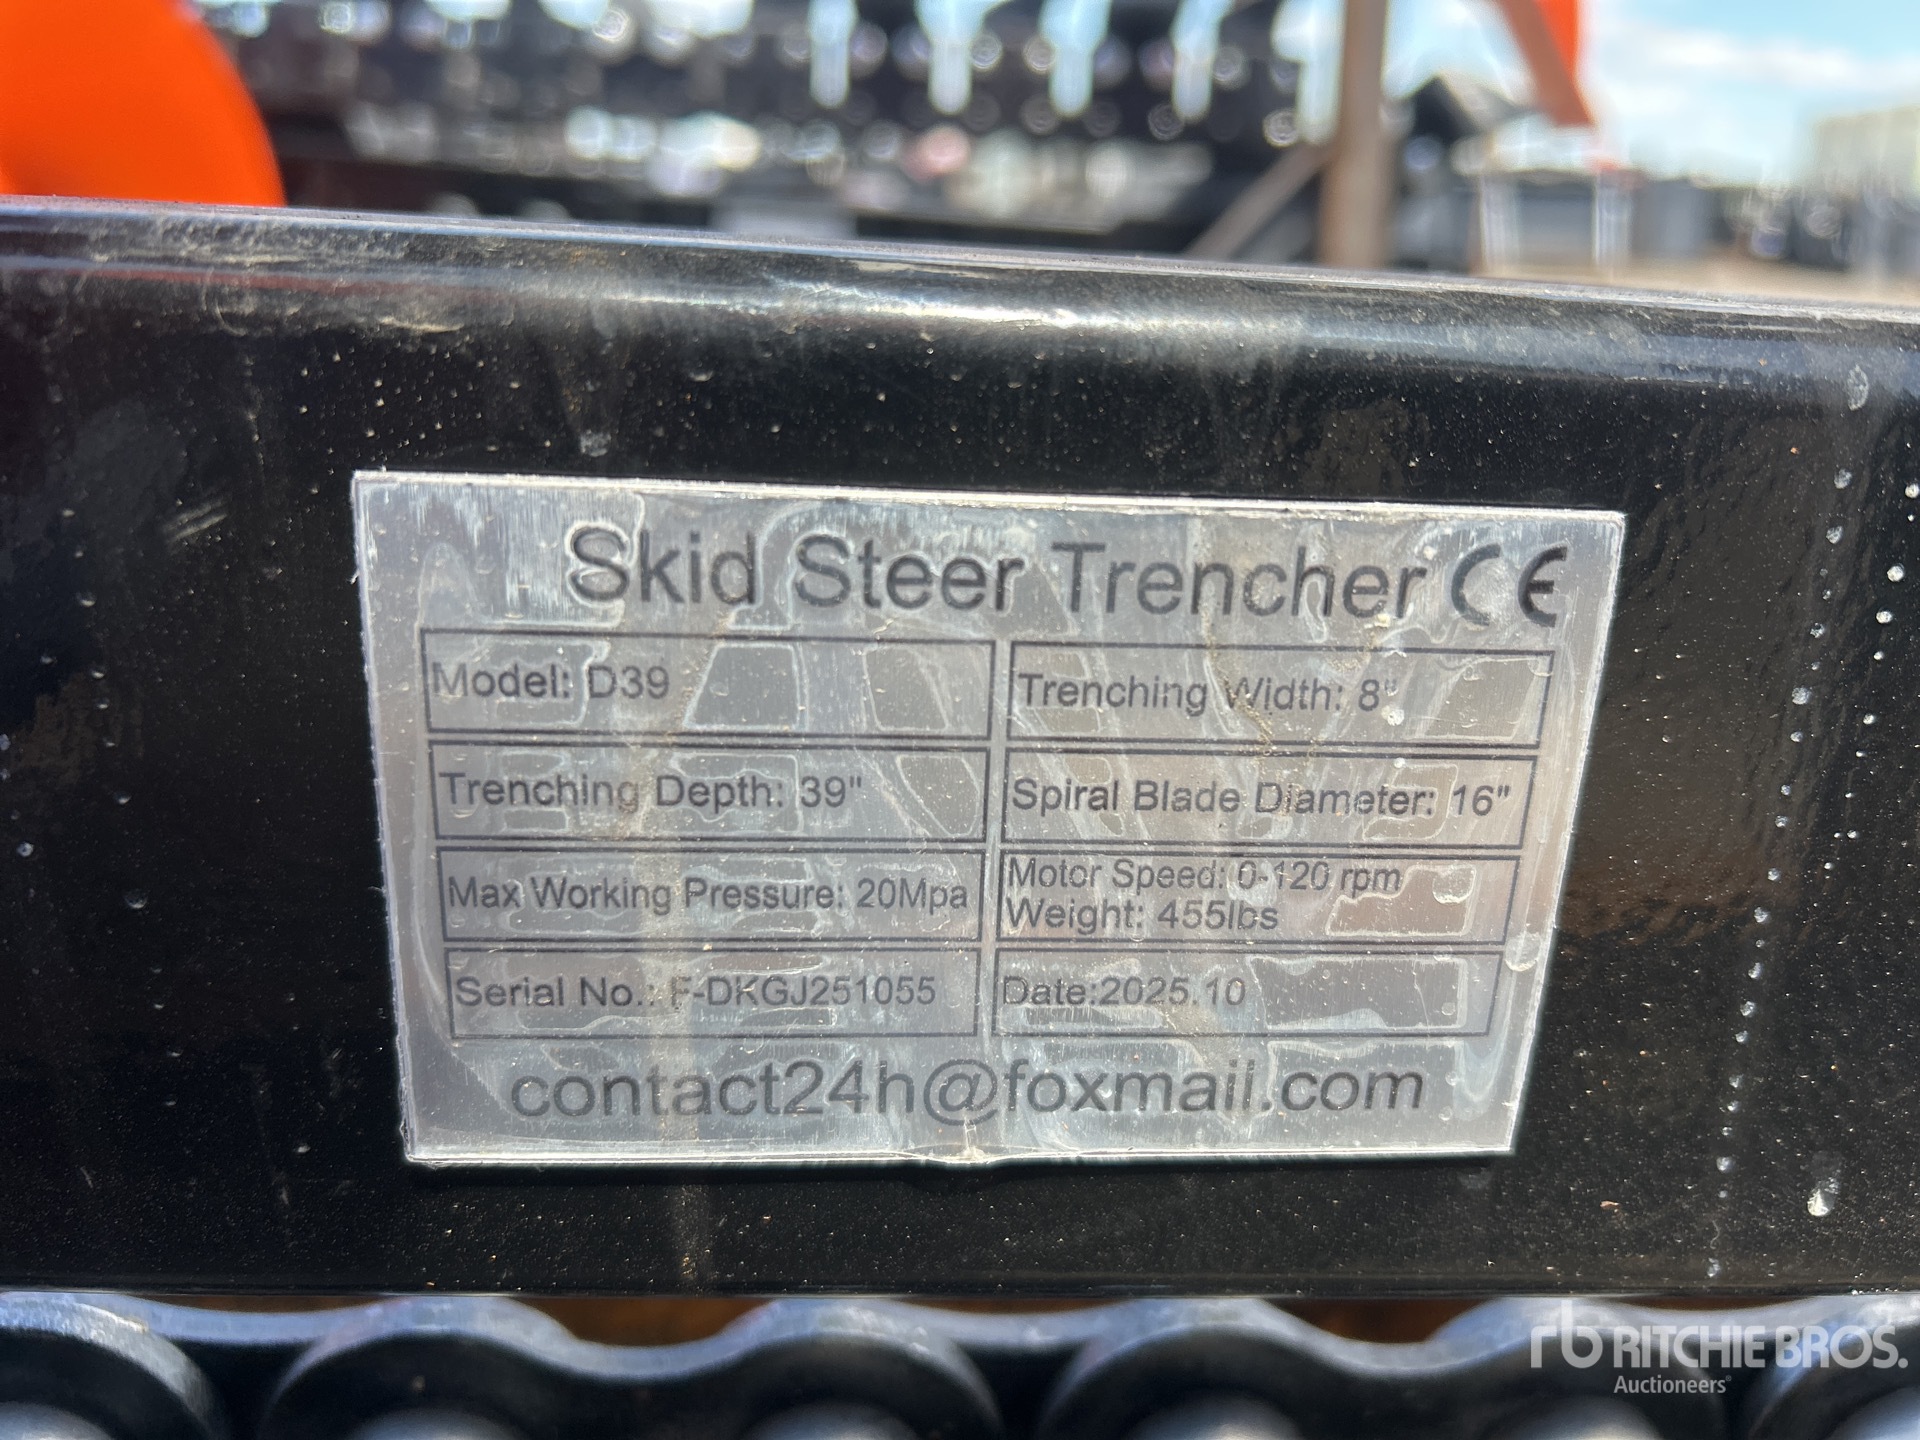 Skid Steer Trencher CE
Model: D39
Trenching Width: 8"
Trenching Depth: 39"
Spiral Blade Diameter: 16"
Max Working Pressure: 20Mpa
Motor Speed: 0-120 rpm
Weight: 455lbs
Serial No.: F-DKGJ251055
Date:2025.10
contact24h@foxmail.com
rb RITCHIE BROS.
Auctioneers®